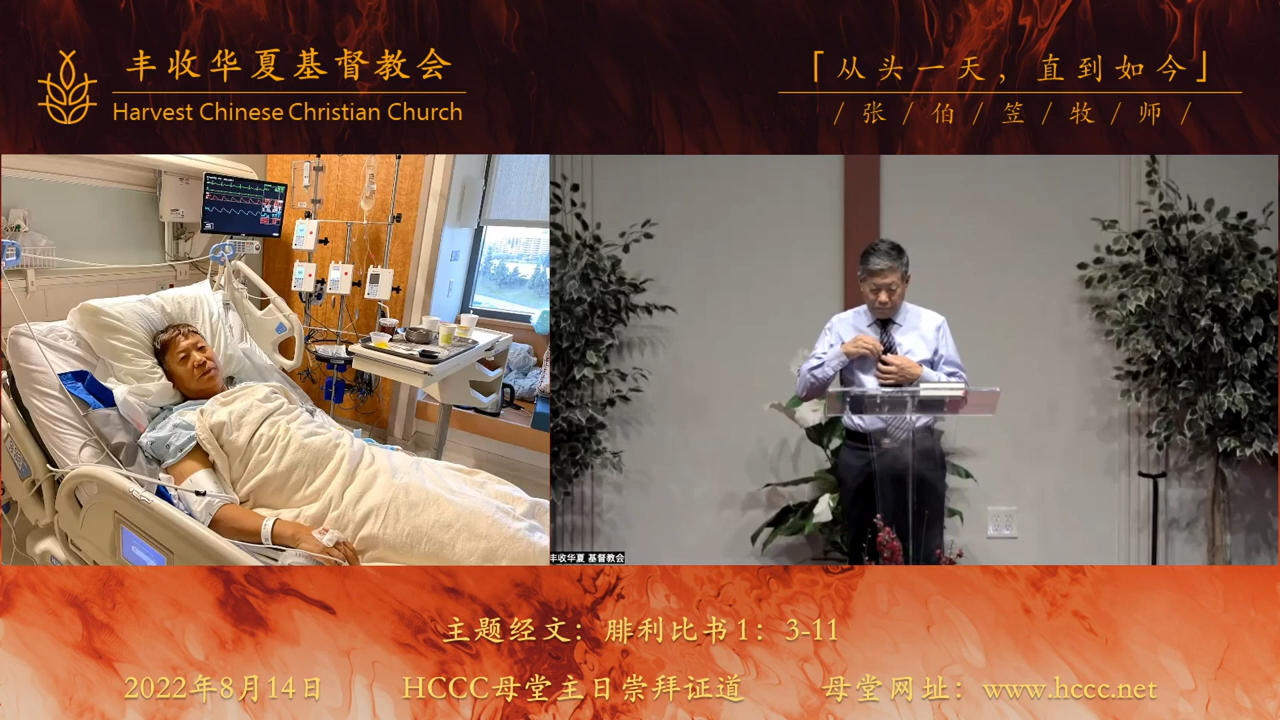 丰收华夏基督教会
Harvest Chinese Christian Church
「从头一天，直到如今」
/ 张 / 伯 / 笠 / 牧 / 师 /
丰收华夏 基督教会
主题经文：腓利比书 1：3-11
2022年8月14日 HCCC母堂主日崇拜证道 母堂网址：www.hccc.net